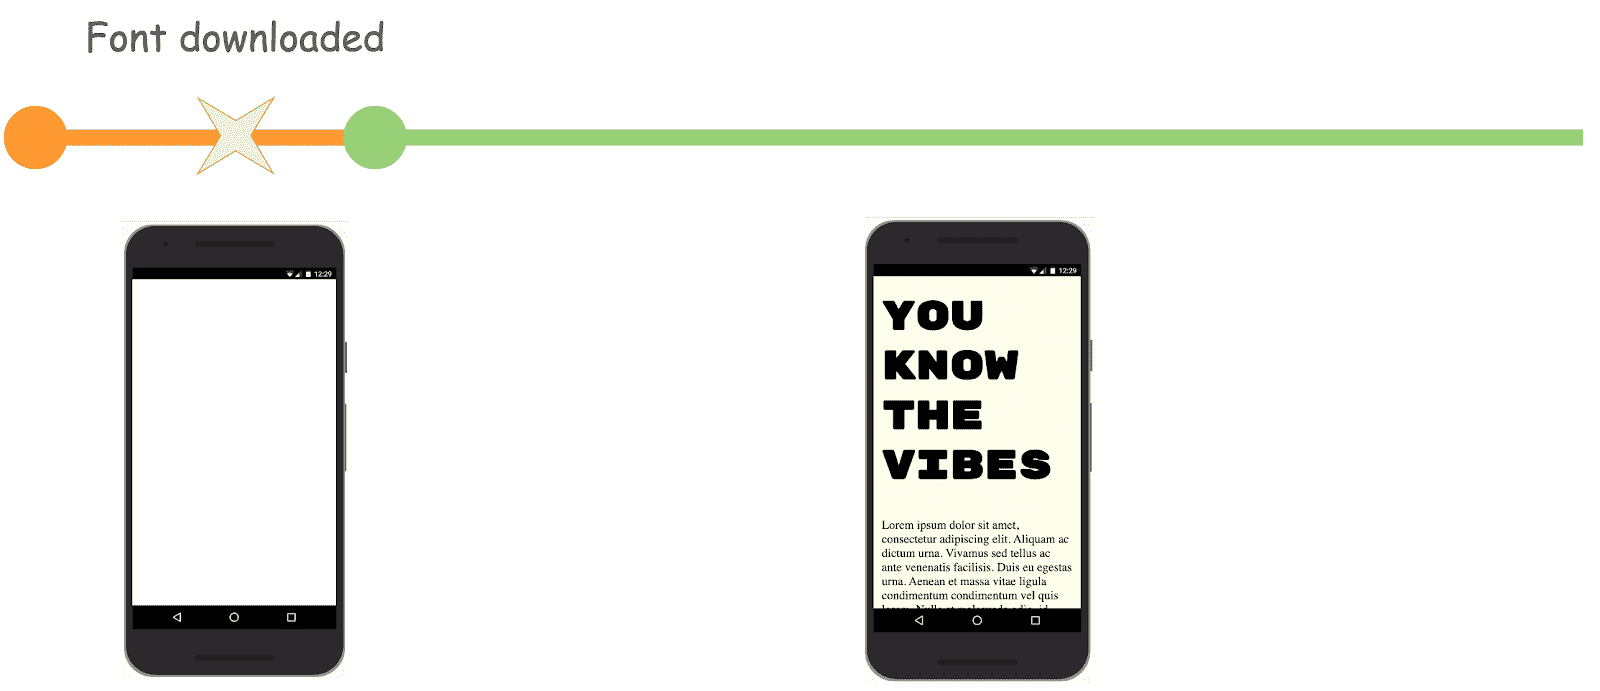 Font downloaded
12:29
12:29
YOU
KNOW
THE
VIBES
Lorem ipsum dolor sit amet,
consectetur adipiscing elit. Aliquam ac
dictum urna. Vivamus sed tellus ac
ante venenatis facilisis. Duis eu egestas
urna. Aenean et massa vitae ligula
condimentum condimentum vel quis